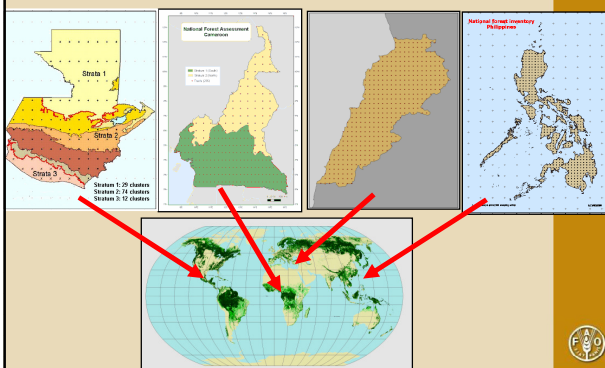 Strata 1
Strata 2
Strata 3
Stratum 1: 29 clusters
Stratum 2: 74 clusters
Stratum 3: 12 clusters
National Forest Assessment
Cameroon
National forest inventory
Philippines
FAO